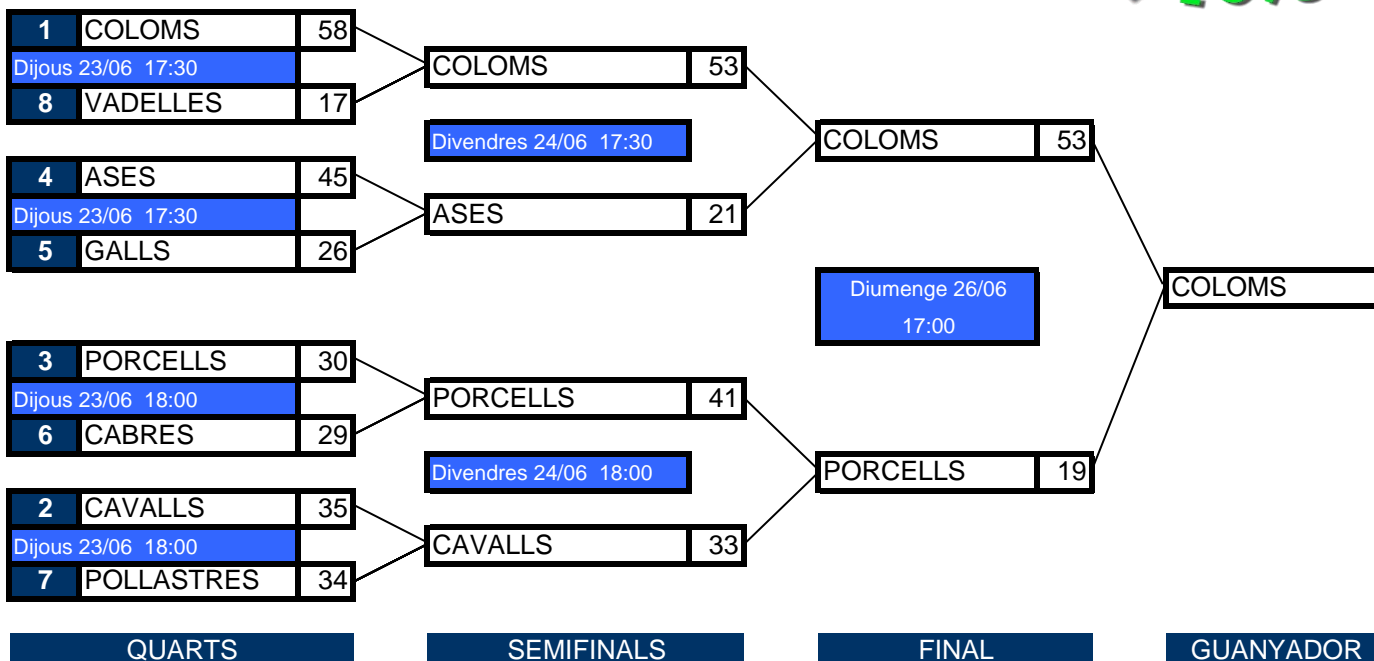 1 COLOMS 58
Dijous 23/06 17:30
8 VADELLES 17
4 ASES 45
Dijous 23/06 17:30
5 GALLS 26
3 PORCELLS 30
Dijous 23/06 18:00
6 CABRES 29
2 CAVALLS 35
Dijous 23/06 18:00
7 POLLASTRES 34
QUARTS
COLOMS 53
Divendres 24/06 17:30
ASES 21
PORCELLS 41
Divendres 24/06 18:00
CAVALLS 33
SEMIFINALS
COLOMS 53
Diumenge 26/06
17:00
PORCELLS 19
FINAL
COLOMS
GUANYADOR